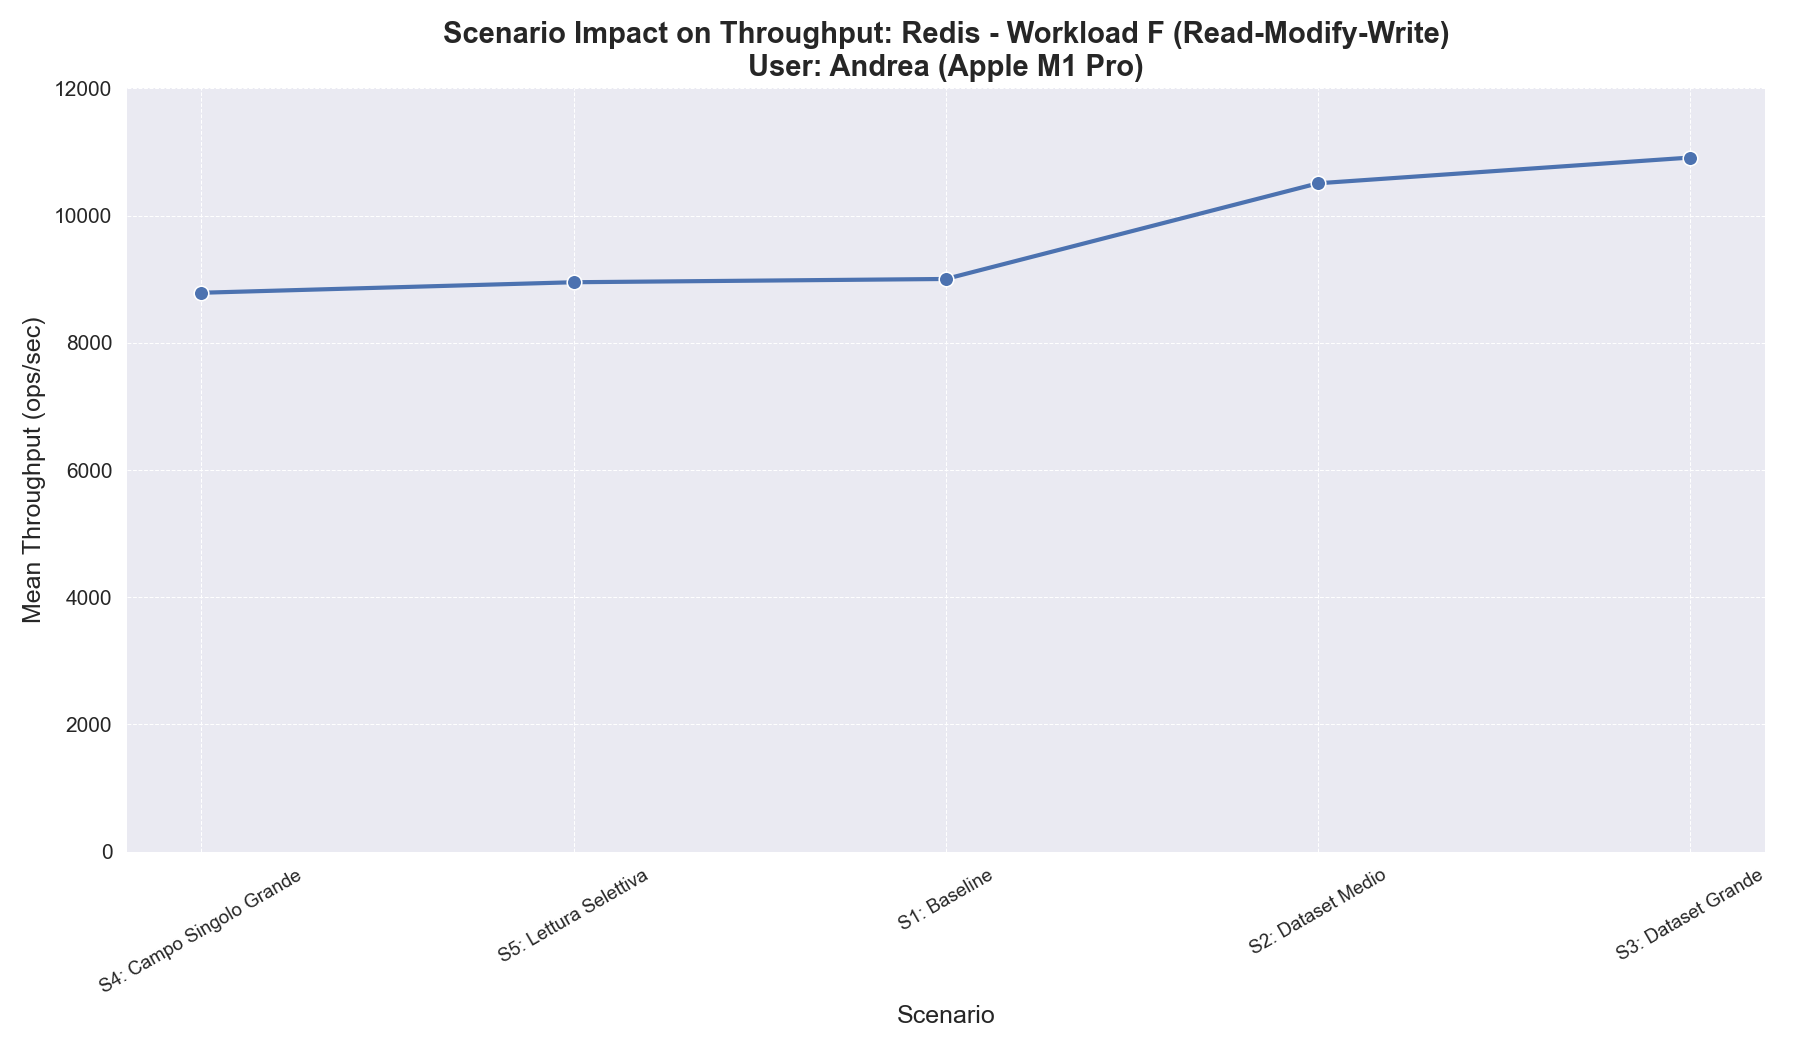 Scenario Impact on Throughput: Redis - Workload F (Read-Modify-Write)
User: Andrea (Apple M1 Pro)
Mean Throughput (ops/sec)
12000
10000
8000
6000
4000
2000
0
S4: Campo Singolo Grande
S5: Lettura Selettiva
S1: Baseline
S2: Dataset Medio
S3: Dataset Grande
Scenario